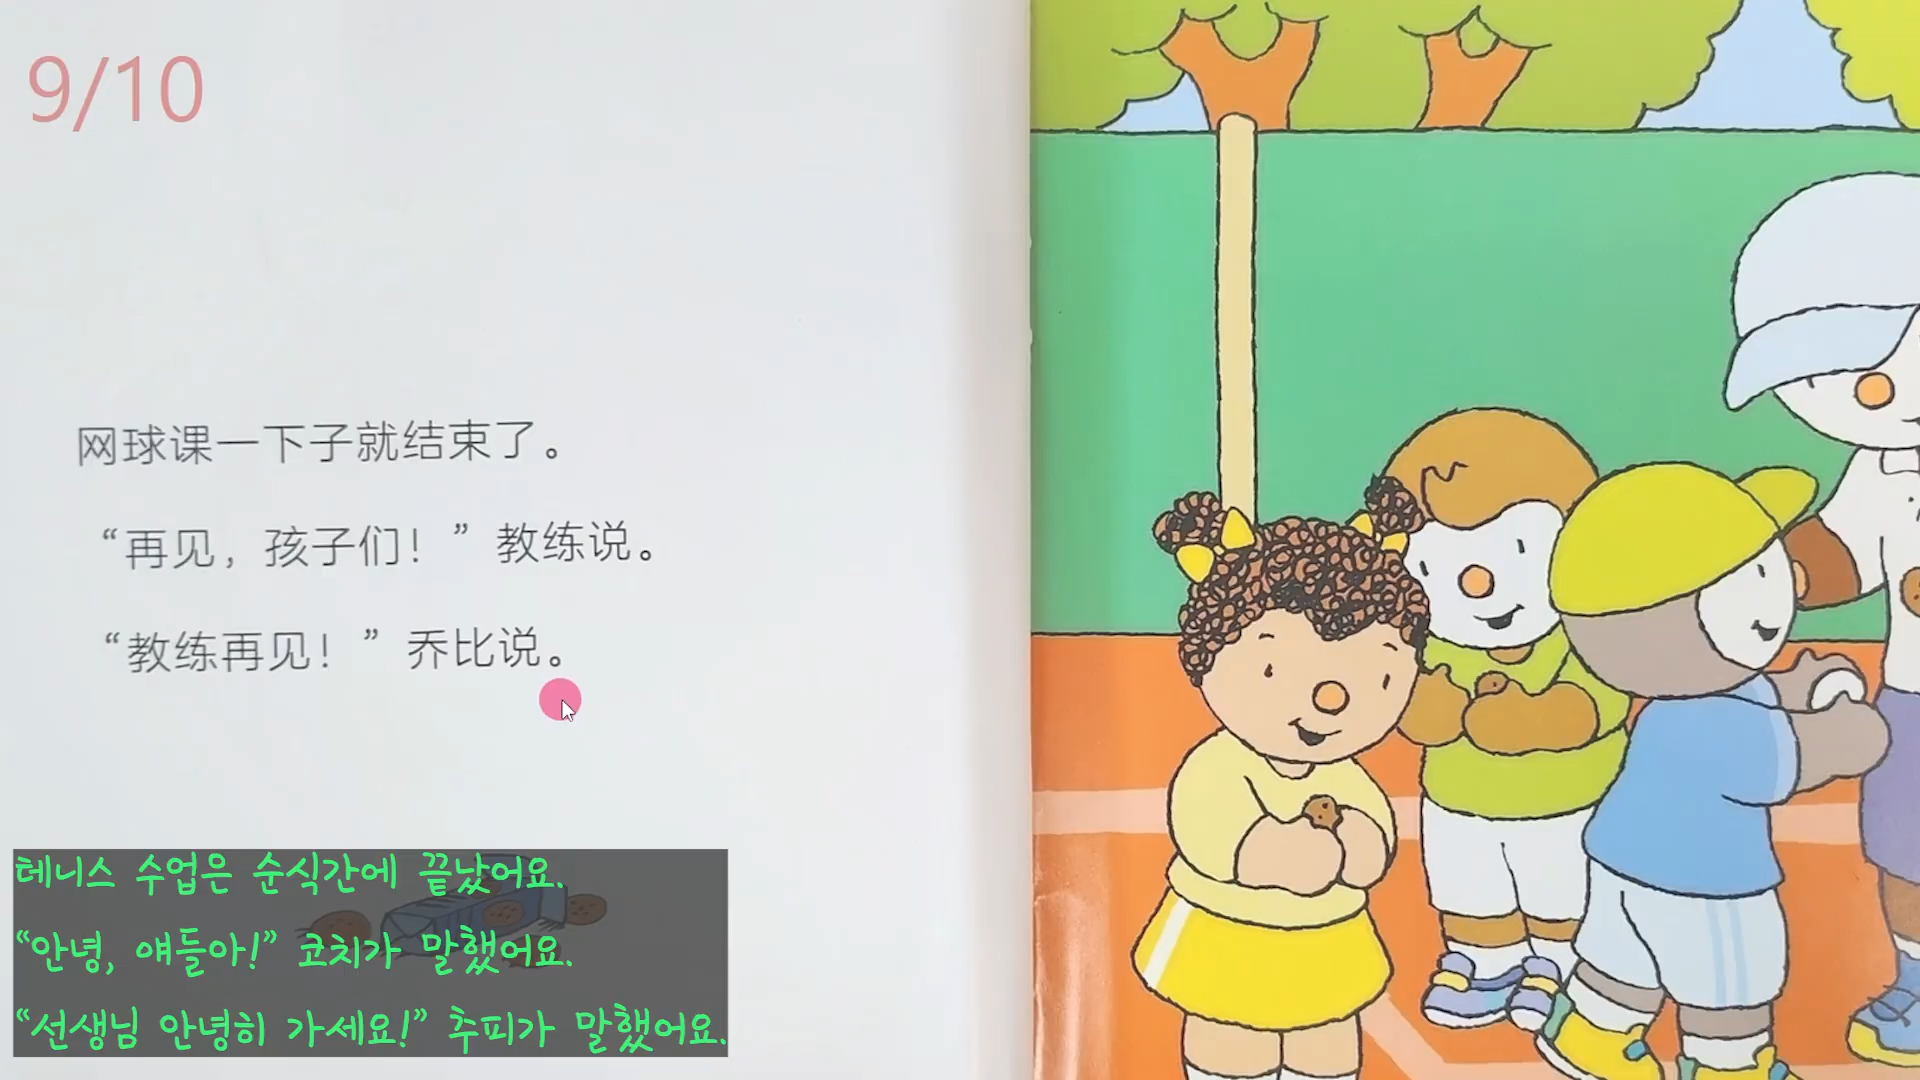 9/10
网球课一下子就结束了。
“再见，孩子们！”教练说。
“教练再见！”乔比说。
테니스 수업은 순식간에 끝났어요.
“안녕, 얘들아!” 코치가 말했어요.
“선생님 안녕히 가세요!” 추피가 말했어요.